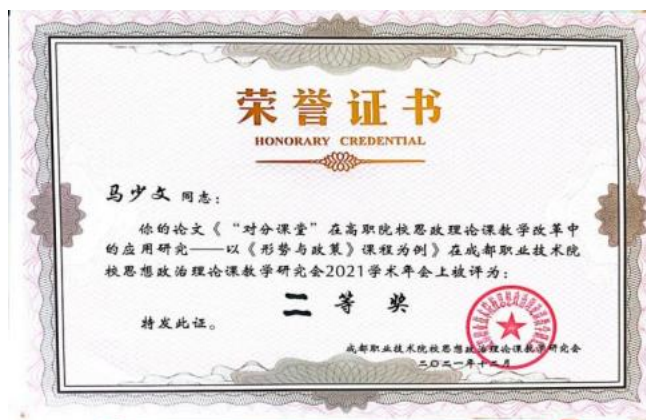 荣誉证书
HONORARY CREDENTIAL
马少文 同志：
你的论文《“对分课堂”在高职院校思政理论课教学改革中
的应用研究——以《形势与政策》课程为例》在成都职业技术院
校思想政治理论课教学研究会2021学术年会上被评为：
二等奖
特发此证。
成都职业技术院校思想政治理论课教学研究会
二〇二一年十二月